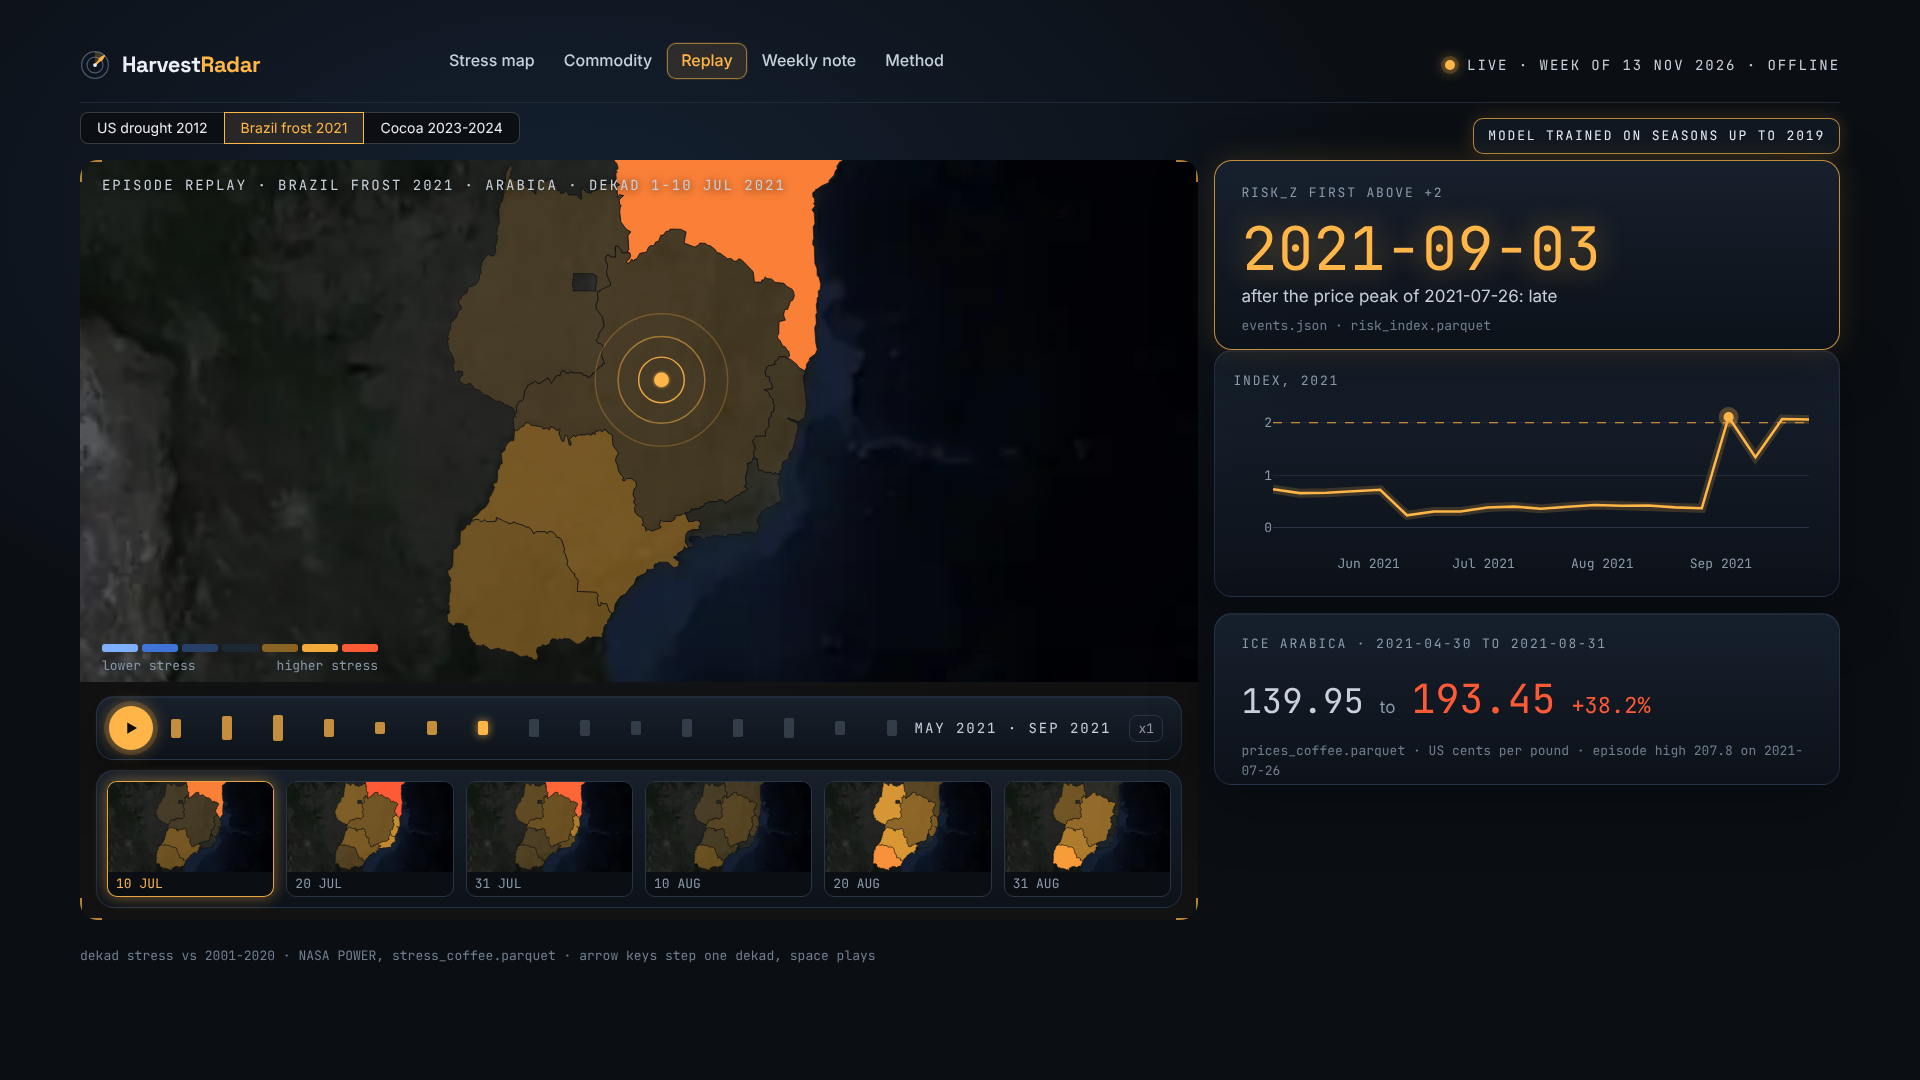 HarvestRadar
Stress map
Commodity
Replay
Weekly note
Method
LIVE · WEEK OF 13 NOV 2026 · OFFLINE
US drought 2012
Brazil frost 2021
Cocoa 2023-2024
MODEL TRAINED ON SEASONS UP TO 2019
EPISODE REPLAY · BRAZIL FROST 2021 · ARABICA · DEKAD 1-10 JUL 2021
lower stress
higher stress
MAY 2021 · SEP 2021
x1
10 JUL
20 JUL
31 JUL
10 AUG
20 AUG
31 AUG
RISK_Z FIRST ABOVE +2
2021-09-03
after the price peak of 2021-07-26: late
events.json · risk_index.parquet
INDEX, 2021
2
1
0
Jun 2021
Jul 2021
Aug 2021
Sep 2021
ICE ARABICA · 2021-04-30 TO 2021-08-31
139.95 to 193.45 +38.2%
prices_coffee.parquet · US cents per pound · episode high 207.8 on 2021-
07-26
dekad stress vs 2001-2020 · NASA POWER, stress_coffee.parquet · arrow keys step one dekad, space plays